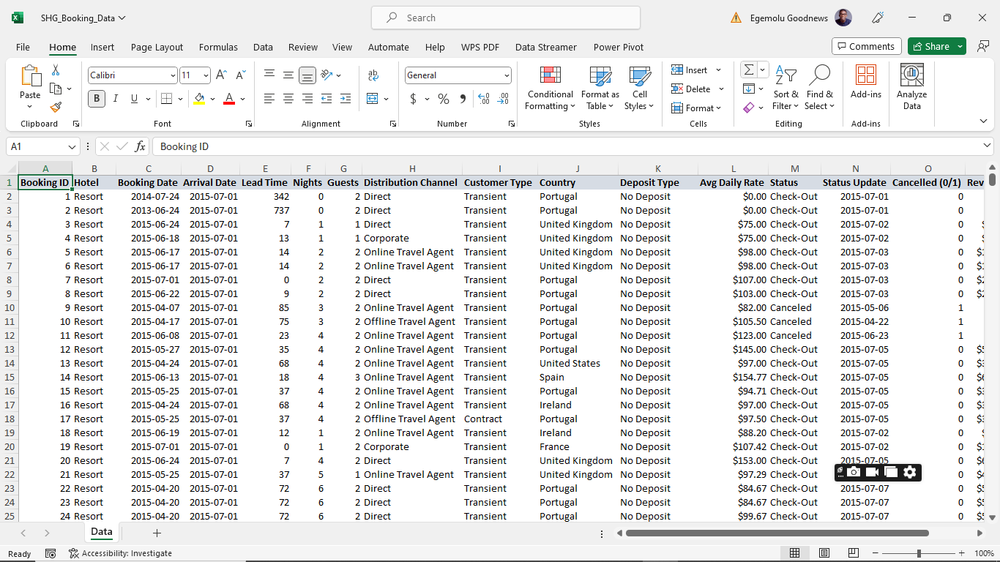 SHG_Booking_Data
Search
Egemolu Goodnews
File Home Insert Page Layout Formulas Data Review View Automate Help WPS PDF Data Streamer Power Pivot Comments Share
Paste
Clipboard
Calibri 11
B I U A
Font
ab
Alignment
General
$ % 9
Number
Conditional Formatting
Format as Table
Cell Styles
Styles
Insert
Delete
Format
Cells
Sort & Filter
Find & Select
Editing
Add-ins
Add-ins
Analyze Data
A1 fx Booking ID
A B C D E F G H I J K L M N O
1 Booking ID Hotel Booking Date Arrival Date Lead Time Nights Guests Distribution Channel Customer Type Country Deposit Type Avg Daily Rate Status Status Update Cancelled (0/1) Rev
2 1 Resort 2014-07-24 2015-07-01 342 0 2 Direct Transient Portugal No Deposit $0.00 Check-Out 2015-07-01 0
3 2 Resort 2013-06-24 2015-07-01 737 0 2 Direct Transient Portugal No Deposit $0.00 Check-Out 2015-07-01 0
4 3 Resort 2015-06-24 2015-07-01 7 1 1 Direct Transient United Kingdom No Deposit $75.00 Check-Out 2015-07-02 0
5 4 Resort 2015-06-18 2015-07-01 13 1 1 Corporate Transient United Kingdom No Deposit $75.00 Check-Out 2015-07-02 0
6 5 Resort 2015-06-17 2015-07-01 14 2 2 Online Travel Agent Transient United Kingdom No Deposit $98.00 Check-Out 2015-07-03 0 $1
7 6 Resort 2015-06-17 2015-07-01 14 2 2 Online Travel Agent Transient United Kingdom No Deposit $98.00 Check-Out 2015-07-03 0 $1
8 7 Resort 2015-07-01 2015-07-01 0 2 2 Direct Transient Portugal No Deposit $107.00 Check-Out 2015-07-03 0 $2
9 8 Resort 2015-06-22 2015-07-01 9 2 2 Direct Transient Portugal No Deposit $103.00 Check-Out 2015-07-03 0 $2
10 9 Resort 2015-04-07 2015-07-01 85 3 2 Online Travel Agent Transient Portugal No Deposit $82.00 Canceled 2015-05-06 1
11 10 Resort 2015-04-17 2015-07-01 75 3 2 Offline Travel Agent Transient Portugal No Deposit $105.50 Canceled 2015-04-22 1
12 11 Resort 2015-06-08 2015-07-01 23 4 2 Online Travel Agent Transient Portugal No Deposit $123.00 Canceled 2015-06-23 1
13 12 Resort 2015-05-27 2015-07-01 35 4 2 Online Travel Agent Transient Portugal No Deposit $145.00 Check-Out 2015-07-05 0
14 13 Resort 2015-04-24 2015-07-01 68 4 2 Online Travel Agent Transient United States No Deposit $97.00 Check-Out 2015-07-05 0
15 14 Resort 2015-06-13 2015-07-01 18 4 3 Online Travel Agent Transient Spain No Deposit $154.77 Check-Out 2015-07-05 0
16 15 Resort 2015-05-25 2015-07-01 37 4 2 Online Travel Agent Transient Portugal No Deposit $94.71 Check-Out 2015-07-05 0
17 16 Resort 2015-04-24 2015-07-01 68 4 2 Online Travel Agent Transient Ireland No Deposit $97.00 Check-Out 2015-07-05 0
18 17 Resort 2015-05-25 2015-07-01 37 4 2 Offline Travel Agent Contract Portugal No Deposit $97.50 Check-Out 2015-07-05 0
19 18 Resort 2015-06-19 2015-07-01 12 1 2 Online Travel Agent Transient Ireland No Deposit $88.20 Check-Out 2015-07-02 0
20 19 Resort 2015-07-01 2015-07-01 0 1 2 Corporate Transient France No Deposit $107.42 Check-Out 2015-07-02 0 $1
21 20 Resort 2015-06-24 2015-07-01 7 4 2 Direct Transient United Kingdom No Deposit $153.00 Check-Out 2015-07-05 0
22 21 Resort 2015-05-25 2015-07-01 37 5 1 Online Travel Agent Transient United Kingdom No Deposit $97.29 Check-Out 0
23 22 Resort 2015-04-20 2015-07-01 72 6 2 Direct Transient Portugal No Deposit $84.67 Check-Out 2015-07-07 0
24 23 Resort 2015-04-20 2015-07-01 72 6 2 Direct Transient Portugal No Deposit $84.67 Check-Out 2015-07-07 0
25 24 Resort 2015-04-20 2015-07-01 72 6 2 Direct Transient Portugal No Deposit $99.67 Check-Out 2015-07-07 0
Data
Ready Accessibility: Investigate 100%